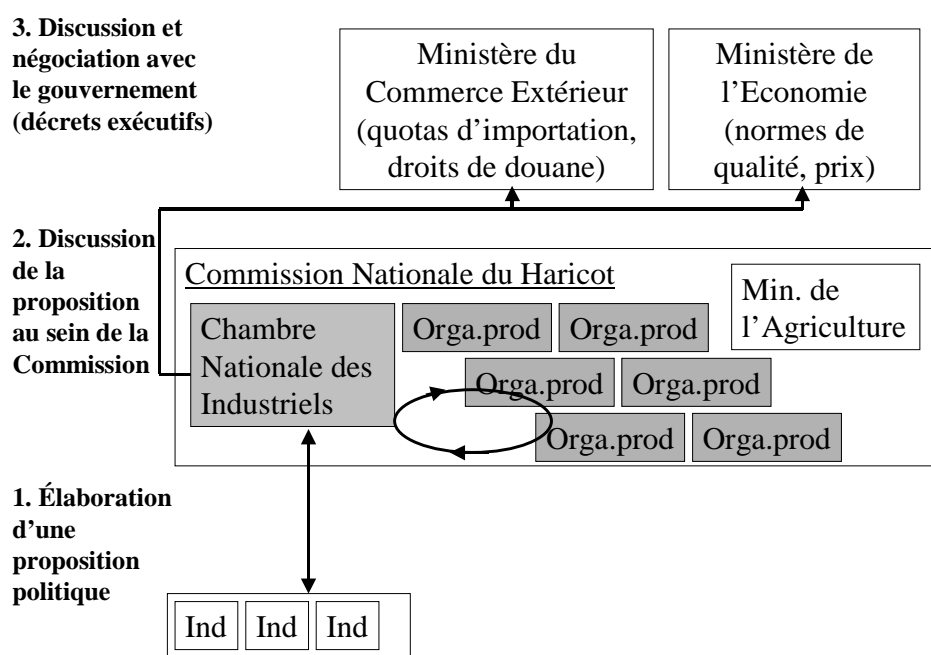 3. Discussion et
négociation avec
le gouvernement
(décrets exécutifs)
Ministère du
Commerce Extérieur
(quotas d’importation,
droits de douane)
Ministère de
l’Economie
(normes de
qualité, prix)
2. Discussion
de la
proposition
au sein de la
Commission
Commission Nationale du Haricot
Min. de
l’Agriculture
Chambre
Nationale des
Industriels
Orga.prod
Orga.prod
Orga.prod
Orga.prod
Orga.prod
Orga.prod
1. Élaboration
d’une
proposition
politique
Ind
Ind
Ind